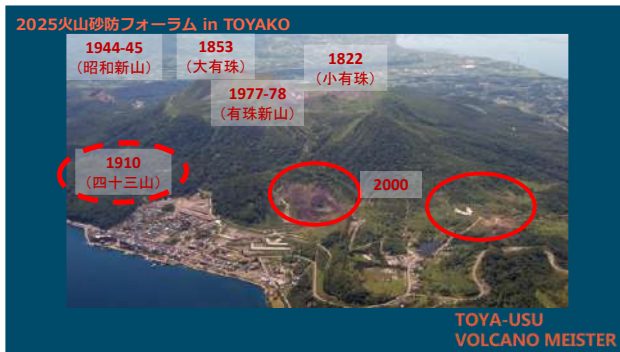 2025火山砂防フォーラム in TOYAKO
1944-45
（昭和新山）
1853
（大有珠）
1822
（小有珠）
1977-78
（有珠新山）
1910
（四十三山）
2000
TOYA-USU
VOLCANO MEISTER